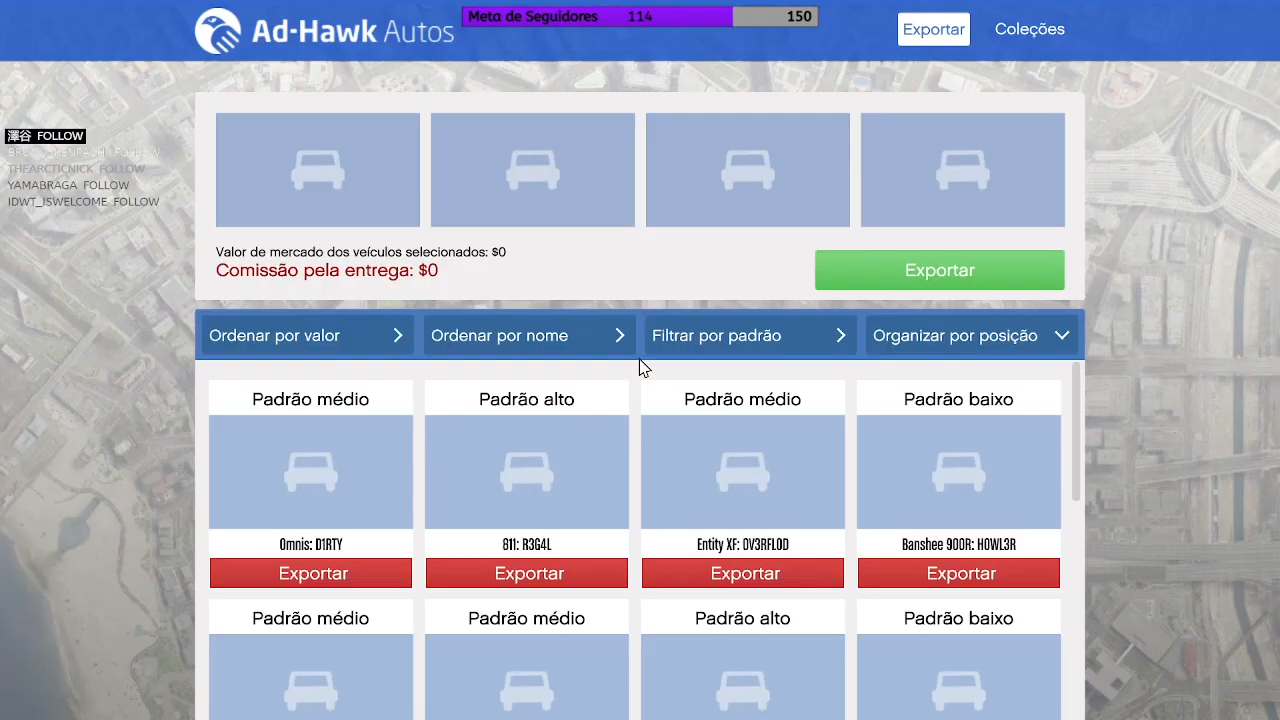 Ad-Hawk Autos
Meta de Seguidores 114 150
Exportar
Coleções
澤谷 FOLLOW
THEARCTICNICK FOLLOW
YAMABRAGA FOLLOW
IDWT_ISWELCOME FOLLOW
Valor de mercado dos veículos selecionados: $0
Comissão pela entrega: $0
Exportar
Ordenar por valor
Ordenar por nome
Filtrar por padrão
Organizar por posição
Padrão médio
Padrão alto
Padrão médio
Padrão baixo
Omnis: D1RTY
811: R3G4L
Entity XF: 0V3RFL0D
Banshee 900R: H0WL3R
Exportar
Exportar
Exportar
Exportar
Padrão médio
Padrão médio
Padrão alto
Padrão baixo